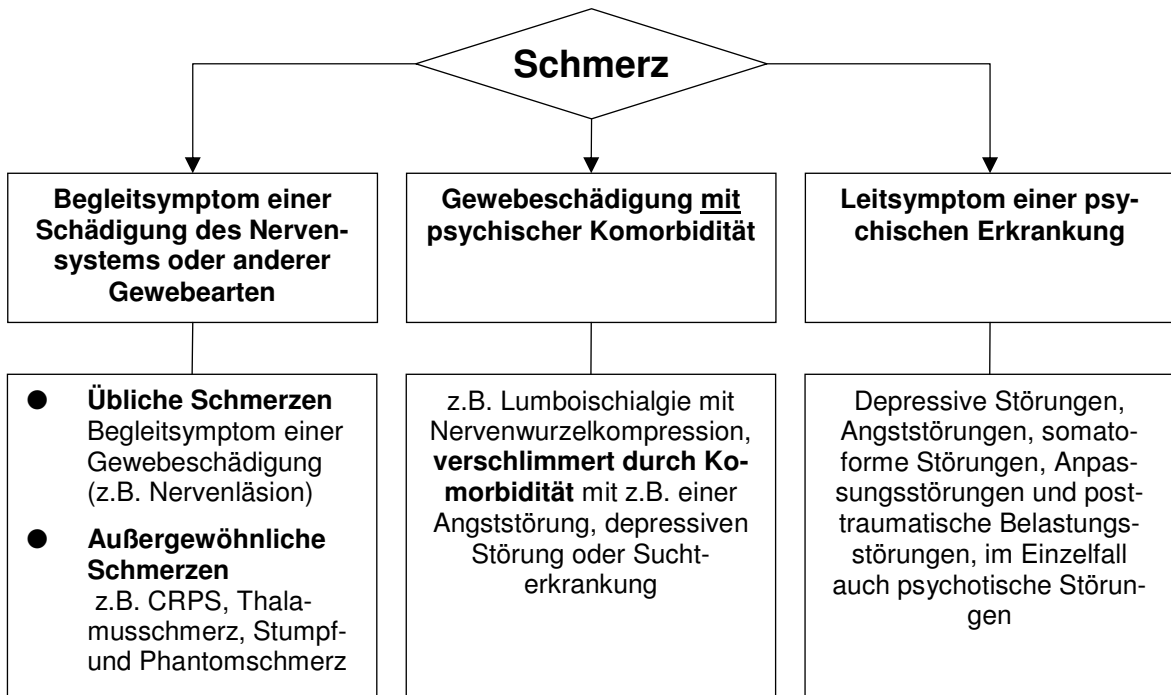 Schmerz
Begleitsymptom einer
Schädigung des Nerven-
systems oder anderer
Gewebearten
Gewebeschädigung mit
psychischer Komorbidität
Leitsymptom einer psy-
chischen Erkrankung
● Übliche Schmerzen
Begleitsymptom einer
Gewebeschädigung
(z.B. Nervenläsion)
● Außergewöhnliche
Schmerzen
z.B. CRPS, Thala-
musschmerz, Stumpf-
und Phantomschmerz
z.B. Lumboischialgie mit
Nervenwurzelkompression,
verschlimmert durch Ko-
morbidität mit z.B. einer
Angststörung, depressiven
Störung oder Sucht-
erkrankung
Depressive Störungen,
Angststörungen, somato-
forme Störungen, Anpas-
sungsstörungen und post-
traumatische Belastungs-
störungen, im Einzelfall
auch psychotische Störun-
gen